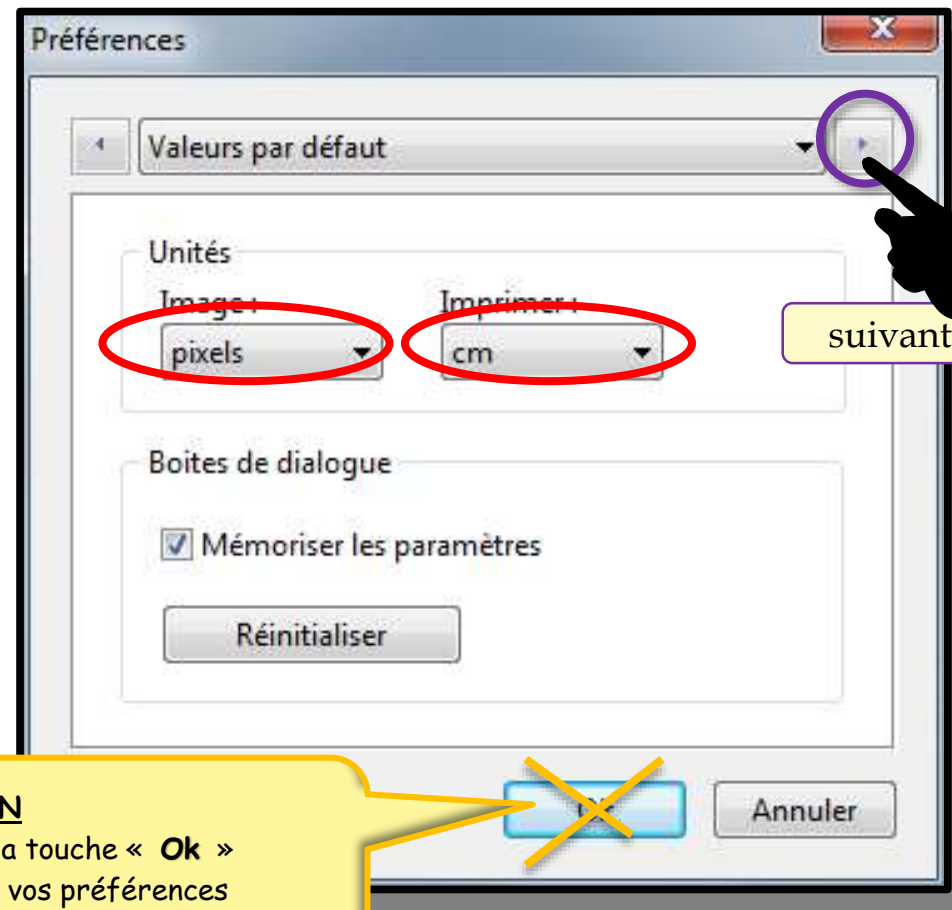 Préférences
Valeurs par défaut
Unités
Image : Imprimer :
pixels cm
suivant
Boites de dialogue
Mémoriser les paramètres
Réinitialiser
Annuler
a touche « Ok »
vos préférences